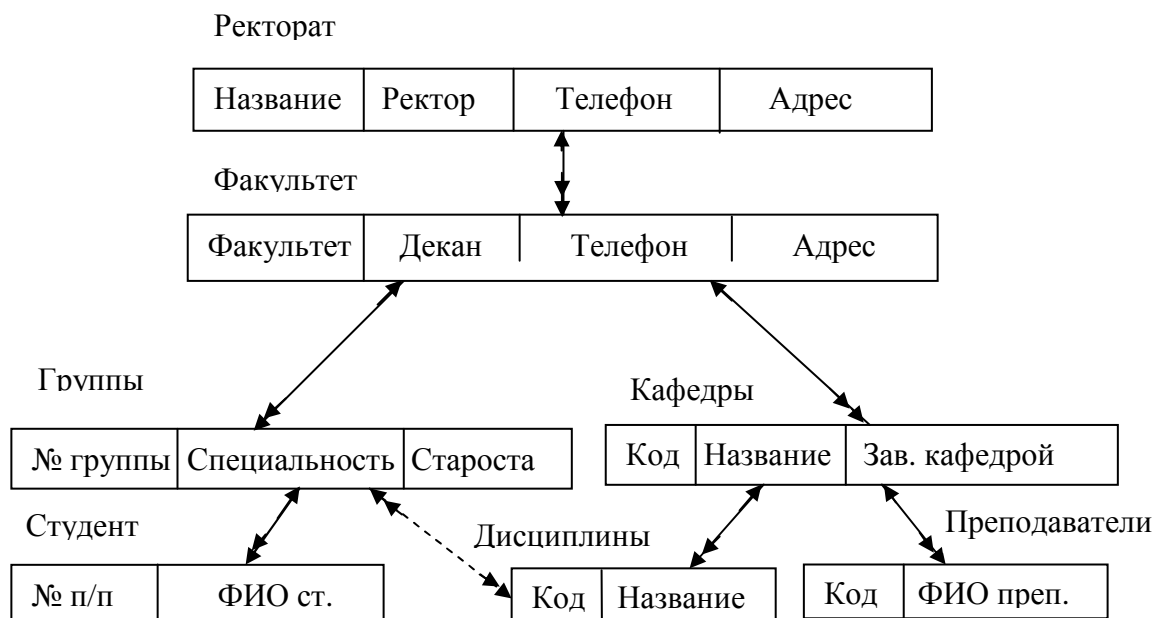 Ректорат
Название Ректор Телефон Адрес
Факультет
Факультет Декан Телефон Адрес
Группы
Кафедры
№ группы Специальность Староста
Код Название Зав. кафедрой
Студент
Дисциплины
Преподаватели
№ п/п ФИО ст.
Код Название
Код ФИО преп.